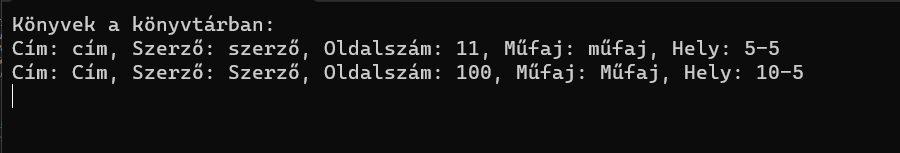 Könyvek a könyvtárban:
Cím: cím, Szerző: szerző, Oldalszám: 11, Műfaj: műfaj, Hely: 5-5
Cím: Cím, Szerző: Szerző, Oldalszám: 100, Műfaj: Műfaj, Hely: 10-5